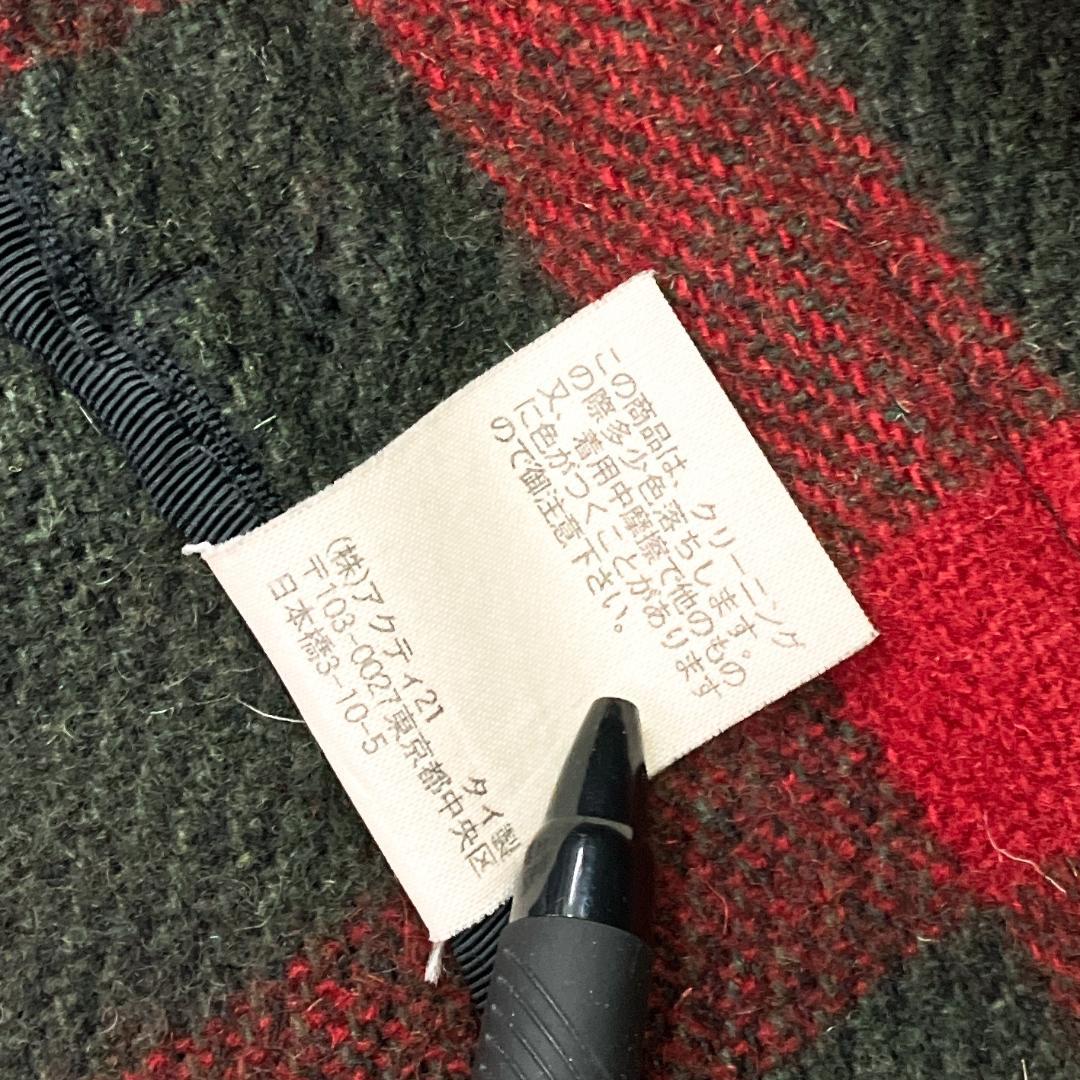 この商品は、クリーニング
の際多少色落ちします。
又、着用中摩擦で他のもの
に色がつくことがあります
ので御注意下さい。
タイ製
(株)アクティ21
〒103-0027東京都中央区
日本橋3-10-5